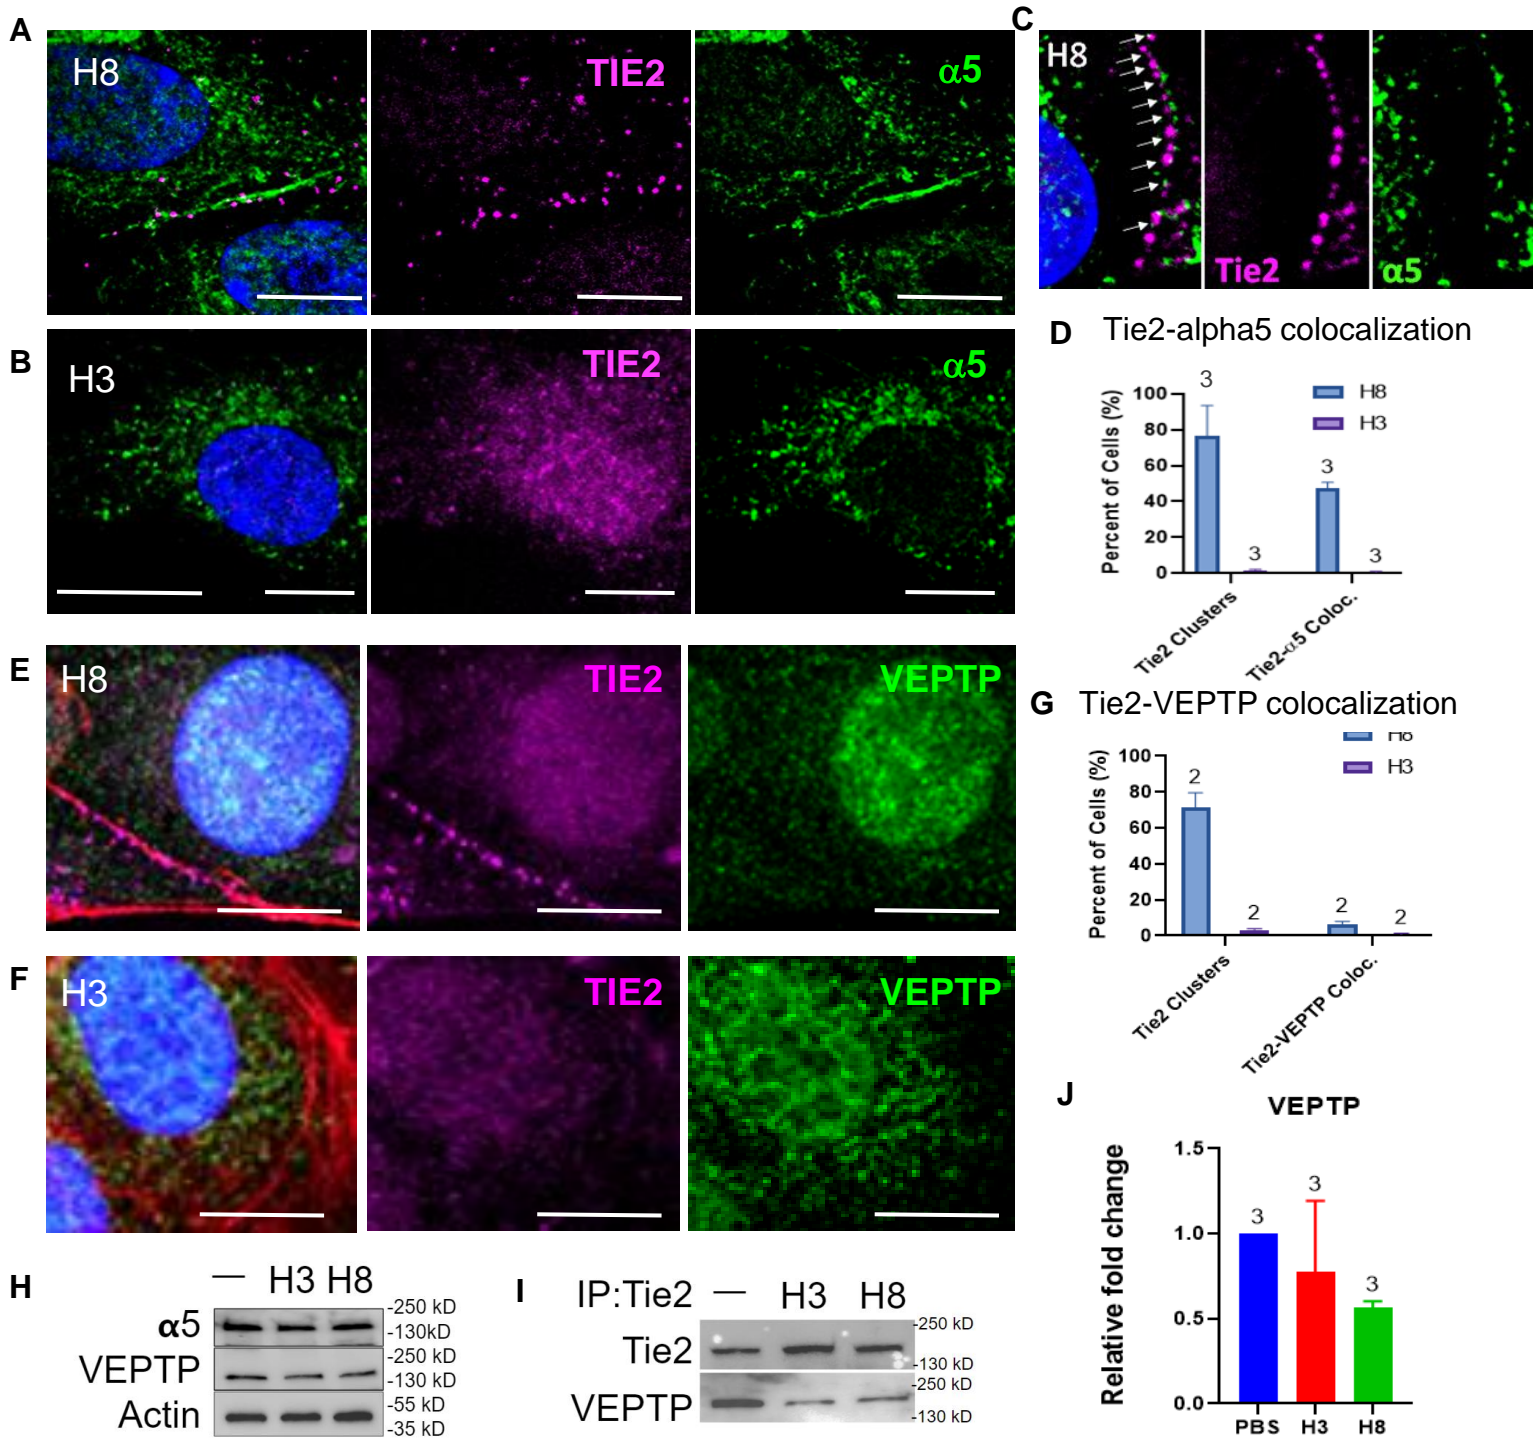 A
H8
TIE2
α5
B
H3
TIE2
α5
C
H8
Tie2
α5
D Tie2-alpha5 colocalization
Percent of Cells (%)
100
80
60
40
20
0
3
3
3
3
H8
H3
Tie2 Clusters
Tie2-α5 Coloc.
E
H8
TIE2
VEPTP
F
H3
TIE2
VEPTP
G Tie2-VEPTP colocalization
Percent of Cells (%)
100
80
60
40
20
0
2
2
2
2
H8
H3
Tie2 Clusters
Tie2-VEPTP Coloc.
H
— H3 H8
α5
-250 kD
-130kD
VEPTP
-250 kD
-130 kD
Actin
-55 kD
-35 kD
I
IP:Tie2 — H3 H8
Tie2
-250 kD
-130 kD
VEPTP
-250 kD
-130 kD
J
VEPTP
Relative fold change
1.5
1.0
0.5
0.0
3
3
3
PBS H3 H8